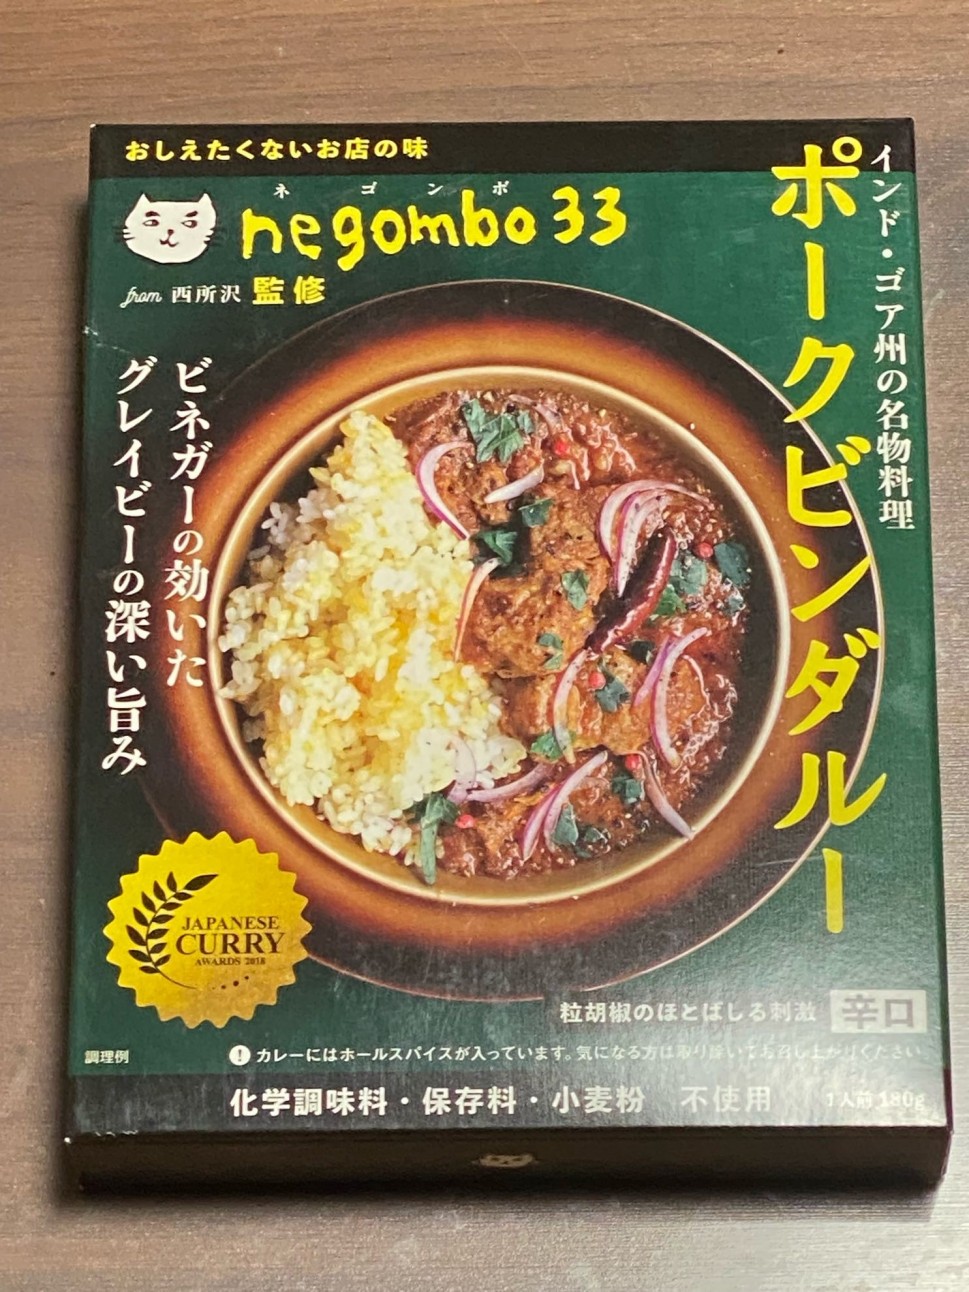 おしえたくないお店の味
ネゴンボ
negombo 33
from 西所沢 監修
インド・ゴア州の名物料理
ポークビンダルー
ビネガーの効いた
グレイビーの深い旨み
JAPANESE
CURRY
AWARDS 2018
粒胡椒のほとばしる刺激 辛口
調理例
! カレーにはホールスパイスが入っています。気になる方は取り除いてお召し上がりください
化学調味料・保存料・小麦粉 不使用
1人前 180g